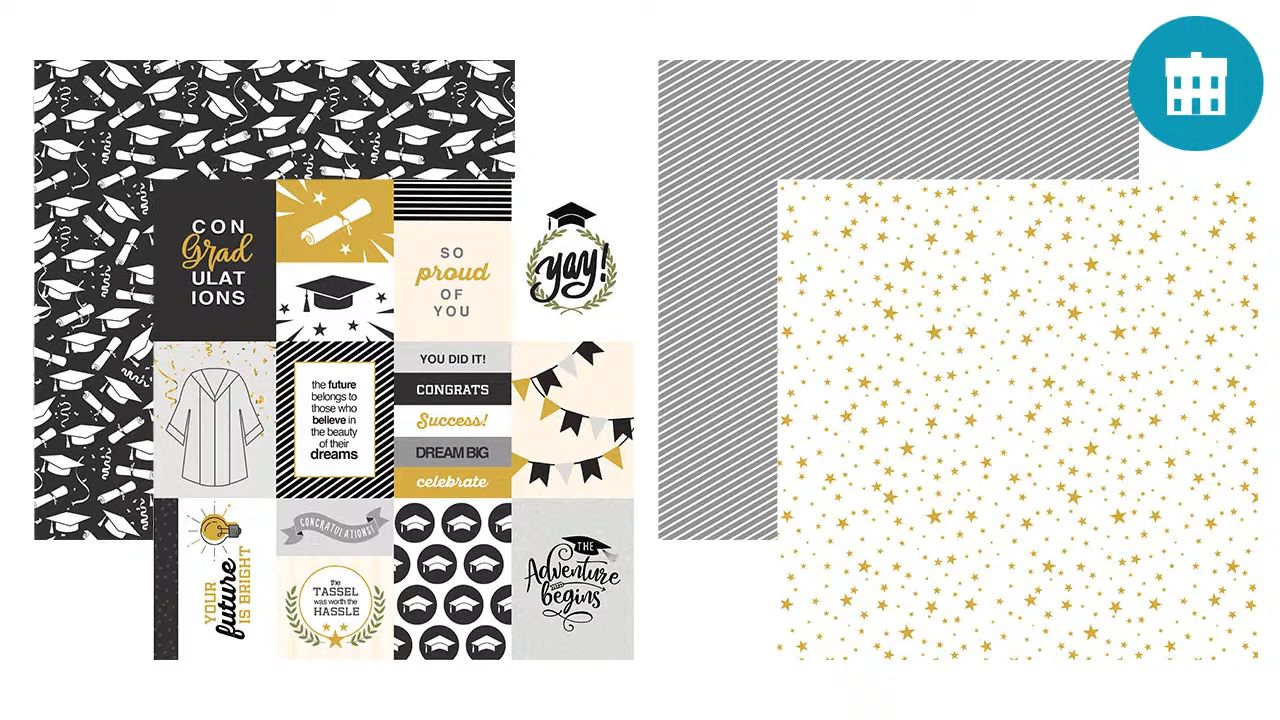 CON
Grad
ULAT
IONS
SO
proud
OF
YOU
yay!
the future
belongs to
those who
believe in
the beauty
of their
dreams
YOU DID IT!
CONGRATS
Success!
DREAM BIG
celebrate
YOUR
future
IS BRIGHT
CONGRATULATIONS!
the
TASSEL
was worth the
HASSLE
THE
Adventure
begins